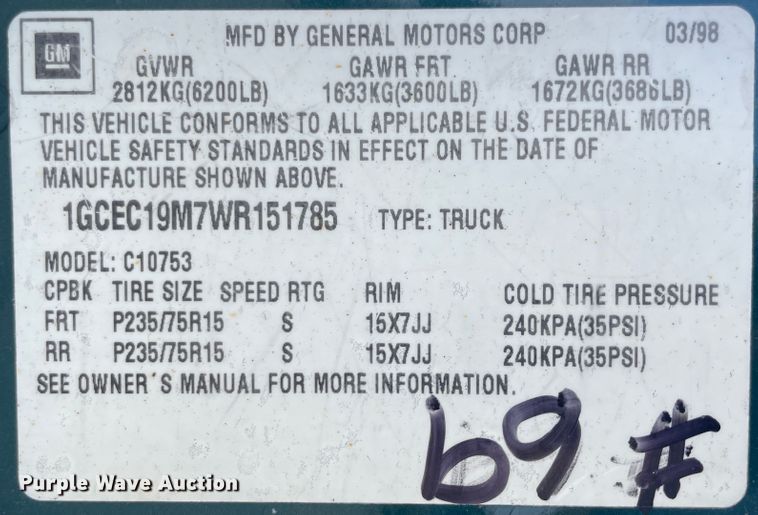 GM
MFD BY GENERAL MOTORS CORP 03/98
GVWR GAWR FRT GAWR RR
2812KG(6200LB) 1633KG(3600LB) 1672KG(3686LB)
THIS VEHICLE CONFORMS TO ALL APPLICABLE U.S. FEDERAL MOTOR
VEHICLE SAFETY STANDARDS IN EFFECT ON THE DATE OF
MANUFACTURE SHOWN ABOVE.
1GCEC19M7WR151785 TYPE: TRUCK
MODEL: C10753
CPBK TIRE SIZE SPEED RTG RIM COLD TIRE PRESSURE
FRT P235/75R15 S 15X7JJ 240KPA(35PSI)
RR P235/75R15 S 15X7JJ 240KPA(35PSI)
SEE OWNER'S MANUAL FOR MORE INFORMATION.
69 #
Purple Wave Auction